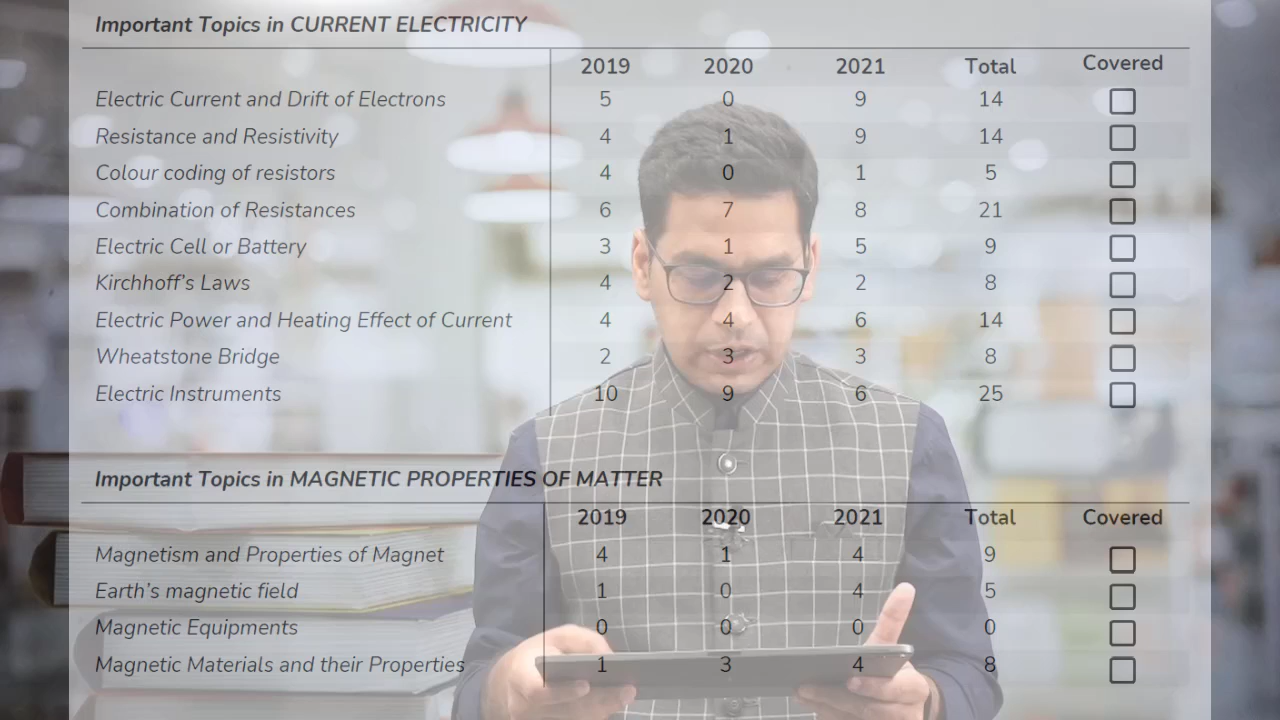 Important Topics in CURRENT ELECTRICITY
2019 2020 2021 Total Covered
Electric Current and Drift of Electrons 5 0 9 14
Resistance and Resistivity 4 1 9 14
Colour coding of resistors 4 0 1 5
Combination of Resistances 6 7 8 21
Electric Cell or Battery 3 1 5 9
Kirchhoff's Laws 4 2 2 8
Electric Power and Heating Effect of Current 4 4 6 14
Wheatstone Bridge 2 3 3 8
Electric Instruments 10 9 6 25
Important Topics in MAGNETIC PROPERTIES OF MATTER
2019 2020 2021 Total Covered
Magnetism and Properties of Magnet 4 1 4 9
Earth's magnetic field 1 0 4 5
Magnetic Equipments 0 0 0 0
Magnetic Materials and their Properties 1 3 4 8